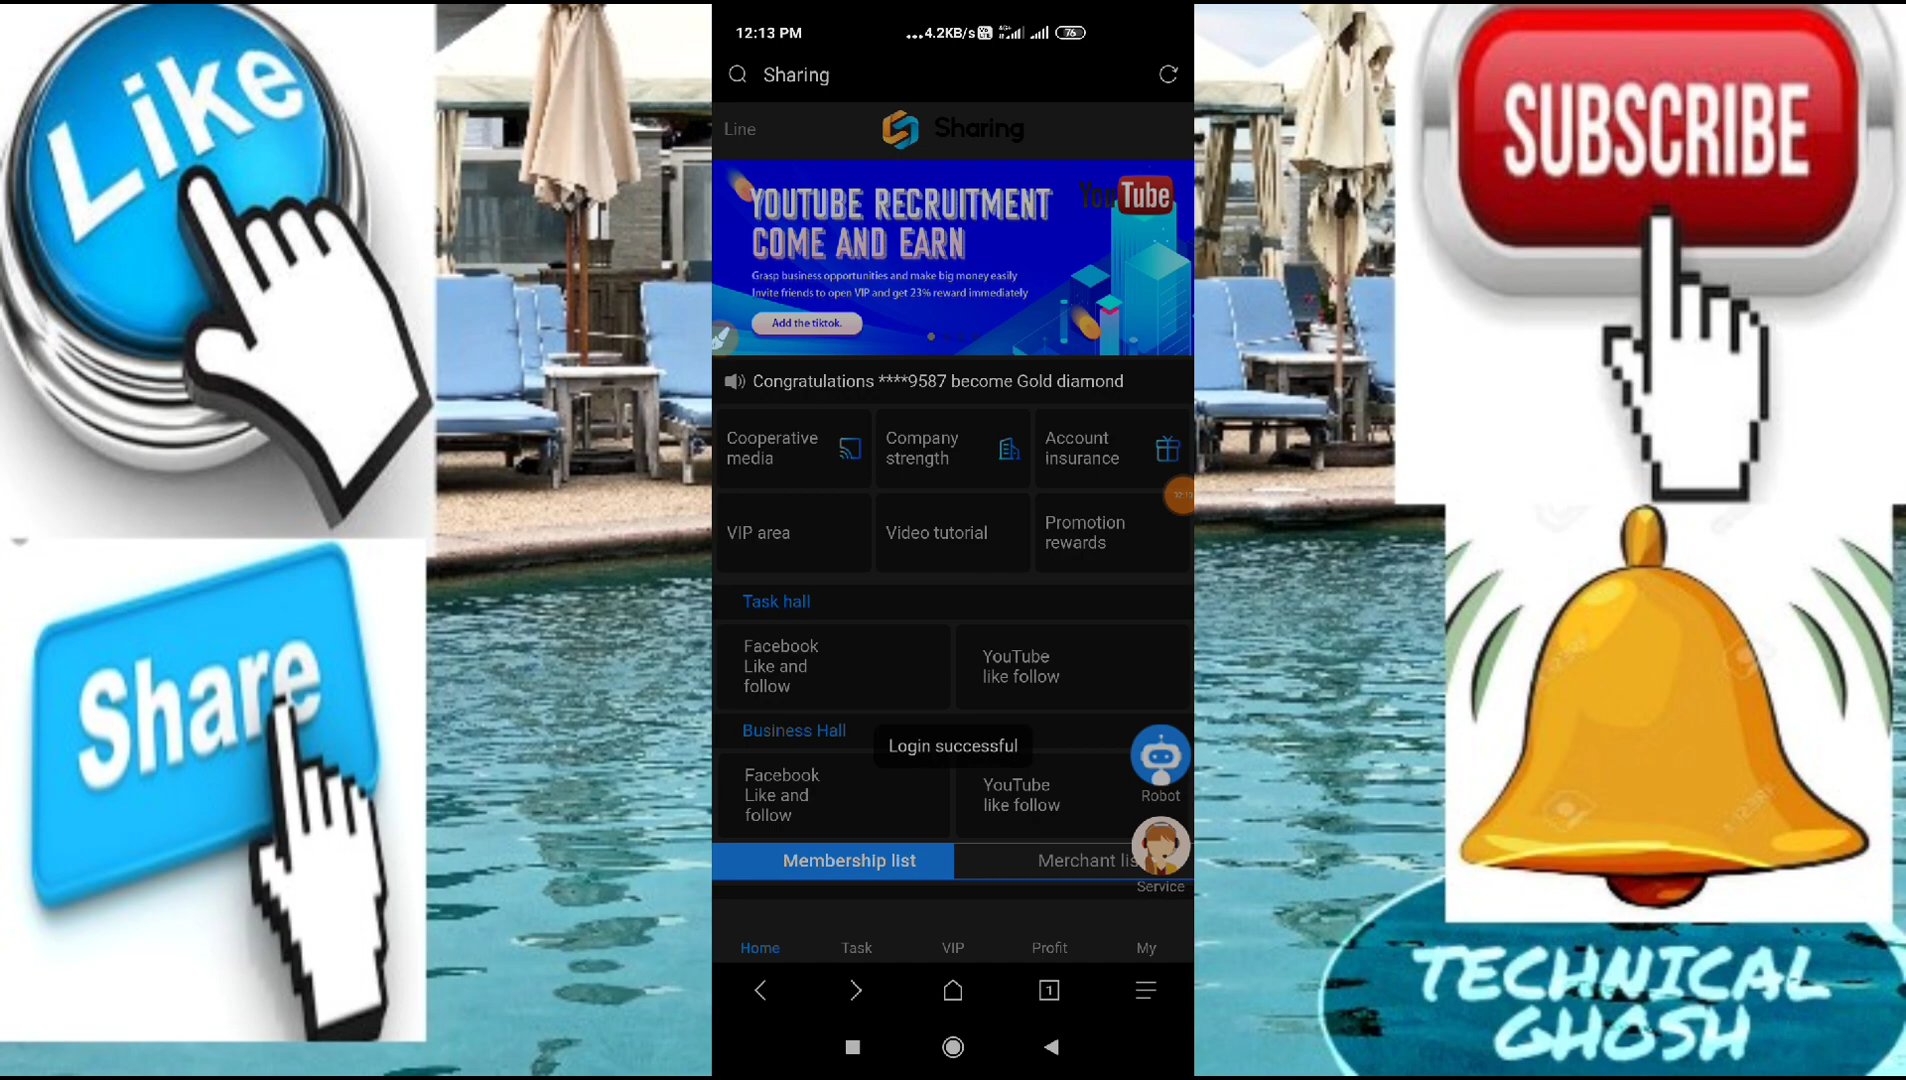 Like
Share
12:13 PM
...4.2KB/s
76
Sharing
Line
Sharing
YOUTUBE RECRUITMENT
COME AND EARN
YouTube
Grasp business opportunities and make big money easily
Invite friends to open VIP and get 23% reward immediately
Add the tiktok.
Congratulations ****9587 become Gold diamond
Cooperative
media
Company
strength
Account
insurance
VIP area
Video tutorial
Promotion
rewards
Task hall
Facebook
Like and
follow
YouTube
like follow
Business Hall
Login successful
Facebook
Like and
follow
YouTube
like follow
Robot
Membership list
Merchant lis
Service
Home
Task
VIP
Profit
My
1
SUBSCRIBE
TECHNICAL
GHOSH